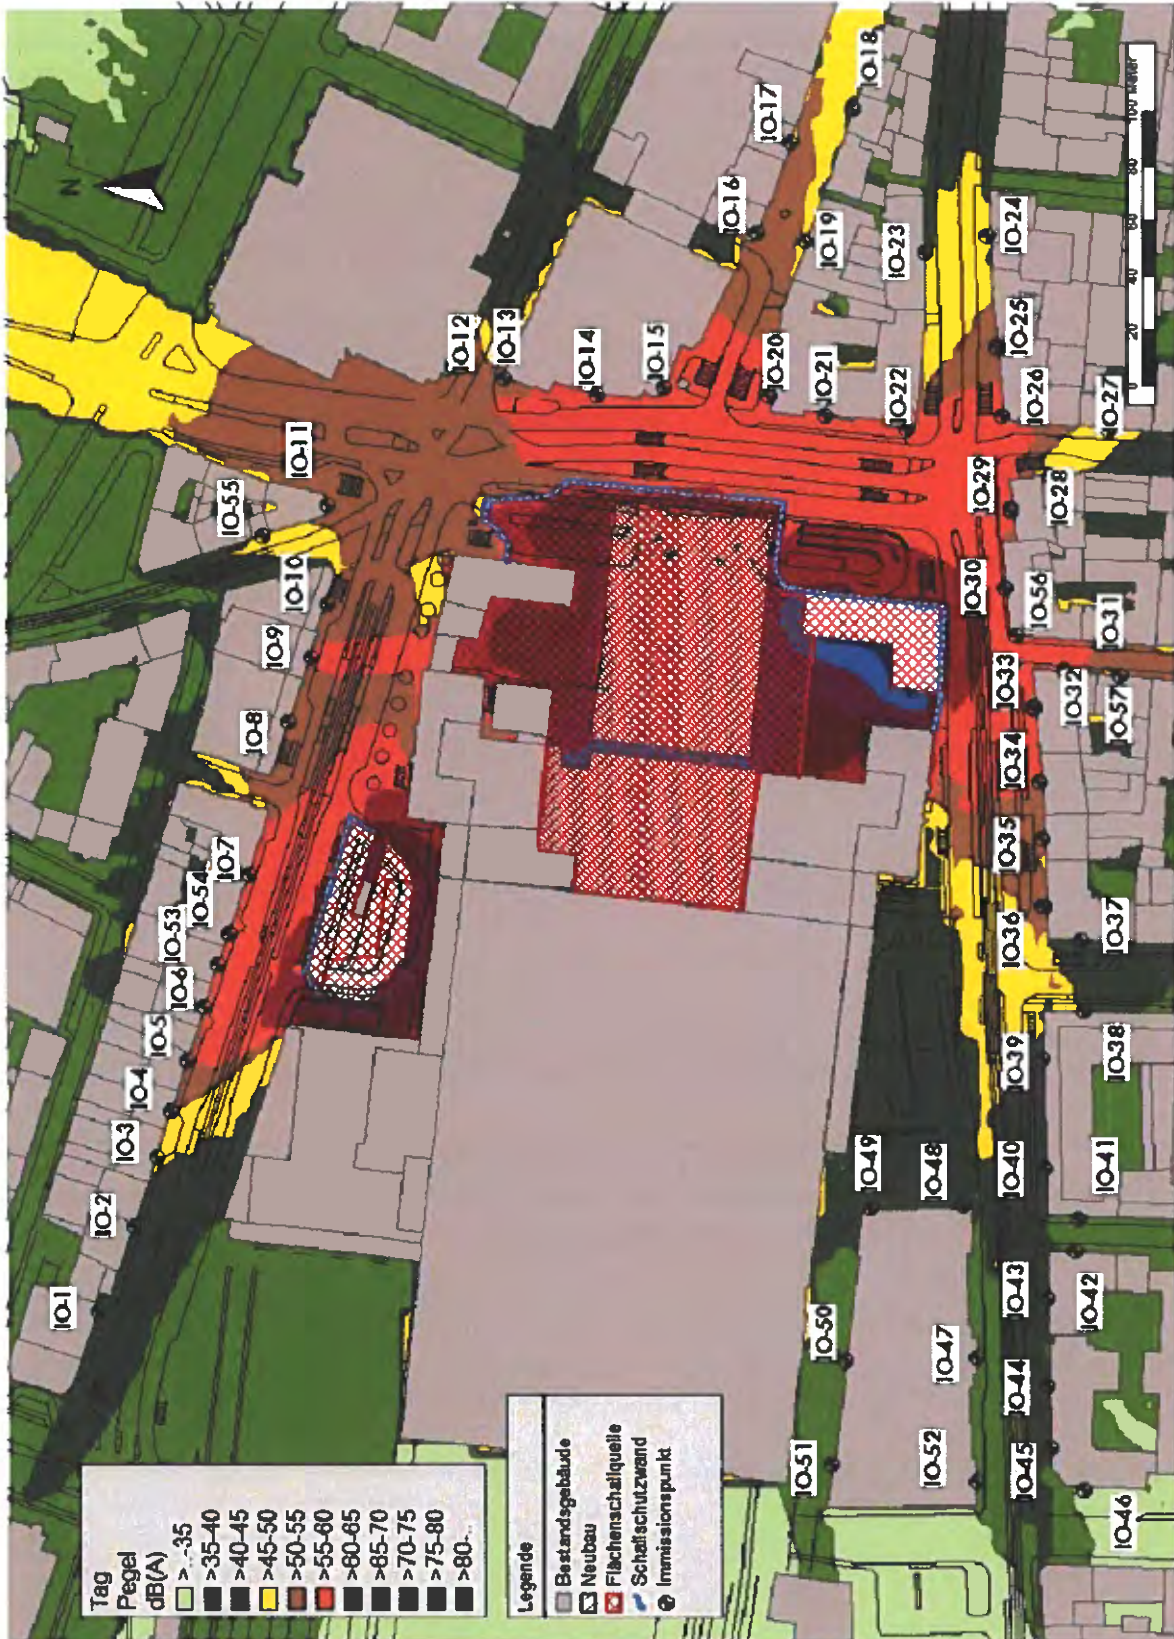 Tag
Pegel
dB(A)
>...-35
>35-40
>40-45
>45-50
>50-55
>55-60
>60-65
>65-70
>70-75
>75-80
>80-..
Legende
Bestandsgebäude
Neubau
Flächenschallquelle
Schallschutzwand
Immissionspunkt
N
0 20 40 60 80 100 Meter
IO-1
IO-2
IO-3
IO-4
IO-5
IO-6
IO-53
IO-54
IO-7
IO-8
IO-9
IO-10
IO-55
IO-11
IO-12
IO-13
IO-14
IO-15
IO-16
IO-17
IO-18
IO-19
IO-20
IO-21
IO-22
IO-23
IO-24
IO-25
IO-26
IO-27
IO-28
IO-29
IO-30
IO-56
IO-31
IO-32
IO-57
IO-33
IO-34
IO-35
IO-36
IO-37
IO-38
IO-39
IO-40
IO-41
IO-42
IO-43
IO-44
IO-45
IO-46
IO-47
IO-48
IO-49
IO-50
IO-51
IO-52